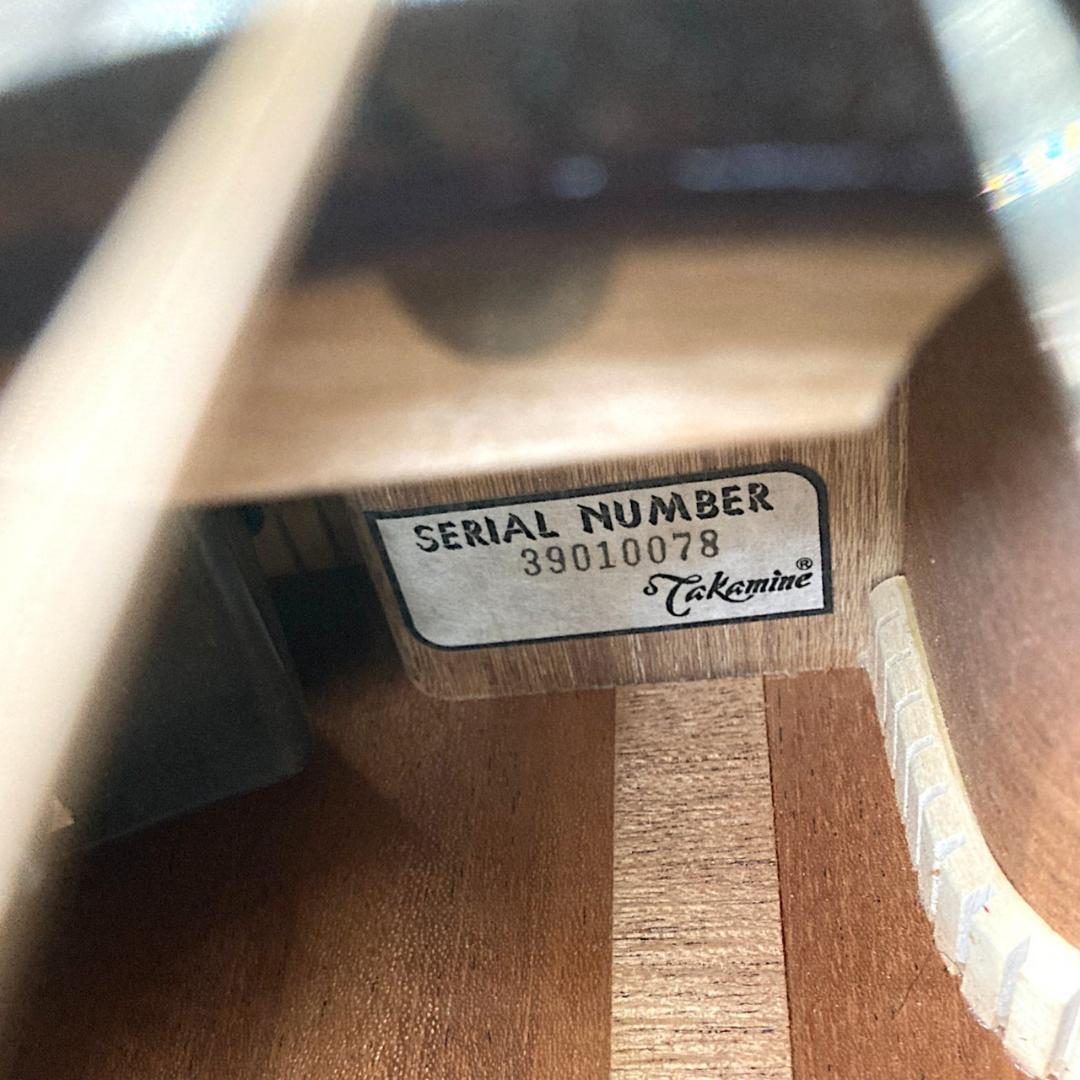 SERIAL NUMBER
39010078
Takamine®